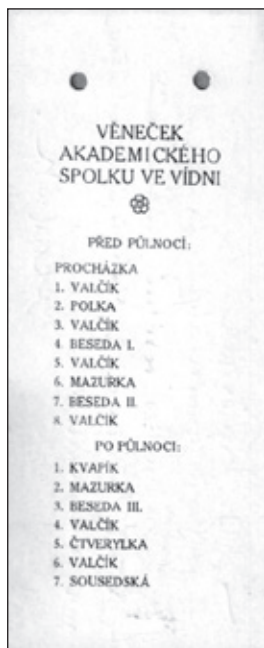 VĚNEČEK
AKADEMICKÉHO
SPOLKU VE VÍDNI
PŘED PŮLNOCÍ:
PROCHÁZKA
1. VALČÍK
2. POLKA
3. VALČÍK
4. BESEDA I.
5. VALČÍK
6. MAZURKA
7. BESEDA II.
8. VALČÍK
PO PŮLNOCI:
1. KVAPÍK
2. MAZURKA
3. BESEDA III.
4. VALČÍK
5. ČTVERYLKA
6. VALČÍK
7. SOUSEDSKÁ